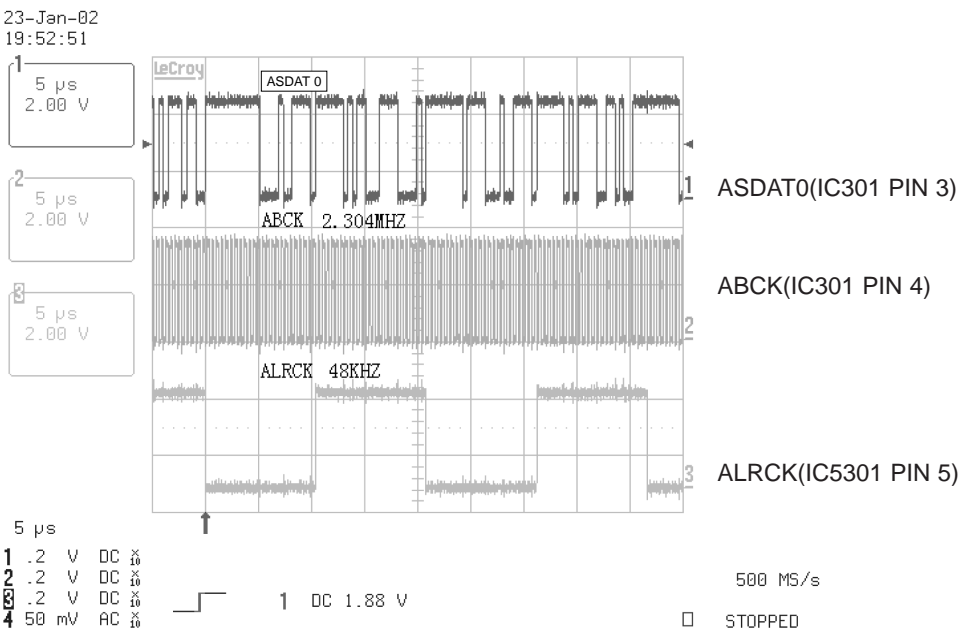 23-Jan-02
19:52:51
1
5 µs
2.00 V
2
5 µs
2.00 V
3
5 µs
2.00 V
LeCroy
ASDAT 0
1
ASDAT0(IC301 PIN 3)
ABCK 2.304MHZ
ABCK(IC301 PIN 4)
2
ALRCK 48KHZ
3
ALRCK(IC5301 PIN 5)
5 µs
1 .2 V DC X10
2 .2 V DC X10
3 .2 V DC X10
4 50 mV AC X10
1 DC 1.88 V
500 MS/s
STOPPED